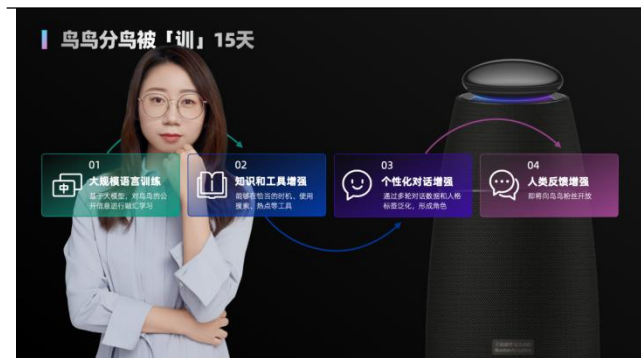 鸟鸟分鸟被「训」15天
01
大规模语言训练
基于大模型，对鸟鸟的公
开信息进行融汇学习
02
知识和工具增强
能够在恰当的时机、使用
搜索、热点等工具
03
个性化对话增强
通过多轮对话数据和人格
标签泛化，形成角色
04
人类反馈增强
即将向鸟鸟粉丝开放